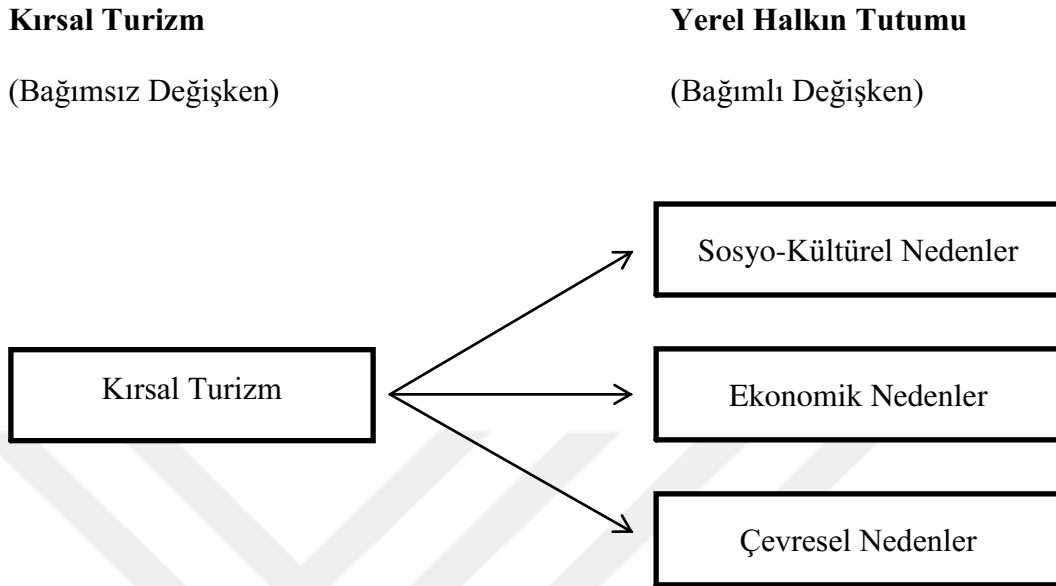 Kırsal Turizm
(Bağımsız Değişken)
Yerel Halkın Tutumu
(Bağımlı Değişken)
Kırsal Turizm
Sosyo-Kültürel Nedenler
Ekonomik Nedenler
Çevresel Nedenler